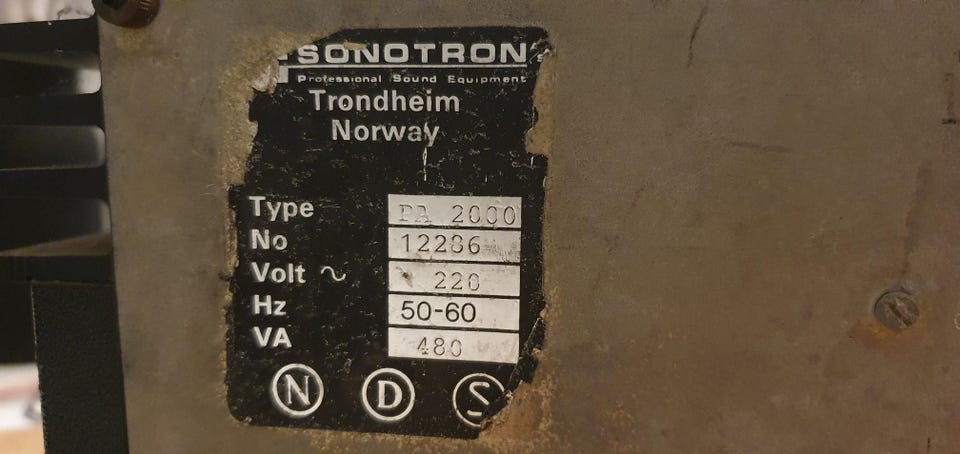 SONOTRON
Professional Sound Equipment
Trondheim
Norway
Type PA 2000
No 12286
Volt ~ 220
Hz 50-60
VA 480
N D S